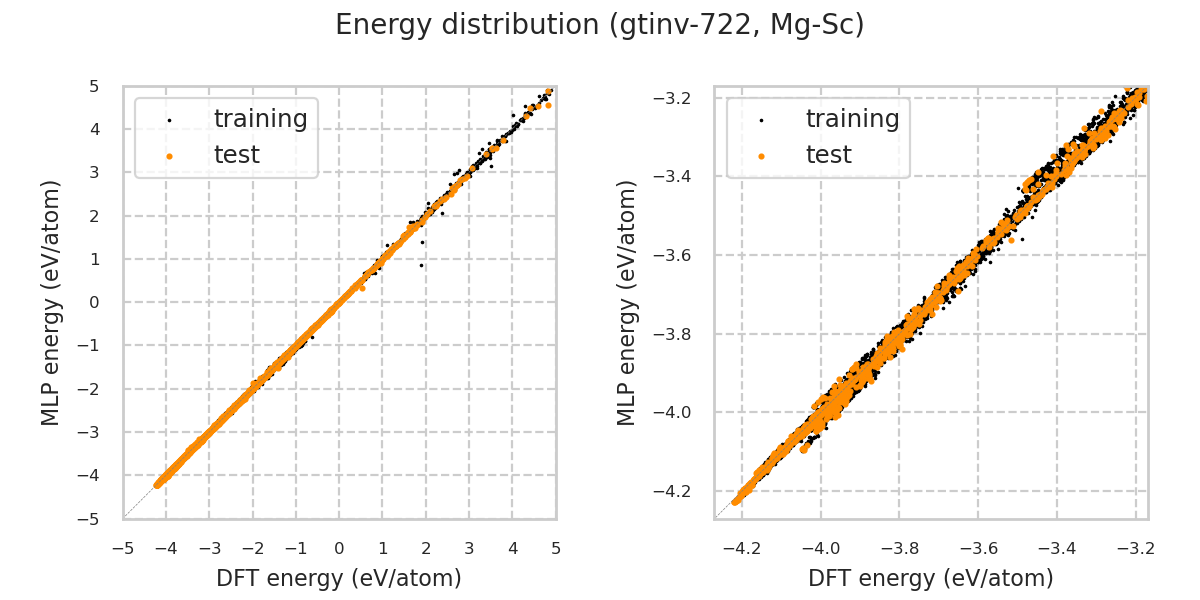 Energy distribution (gtinv-722, Mg-Sc)
training
test
5
4
3
2
1
0
−1
−2
−3
−4
−5
MLP energy (eV/atom)
−5 −4 −3 −2 −1 0 1 2 3 4 5
DFT energy (eV/atom)
training
test
−3.2
−3.4
−3.6
−3.8
−4.0
−4.2
MLP energy (eV/atom)
−4.2 −4.0 −3.8 −3.6 −3.4 −3.2
DFT energy (eV/atom)